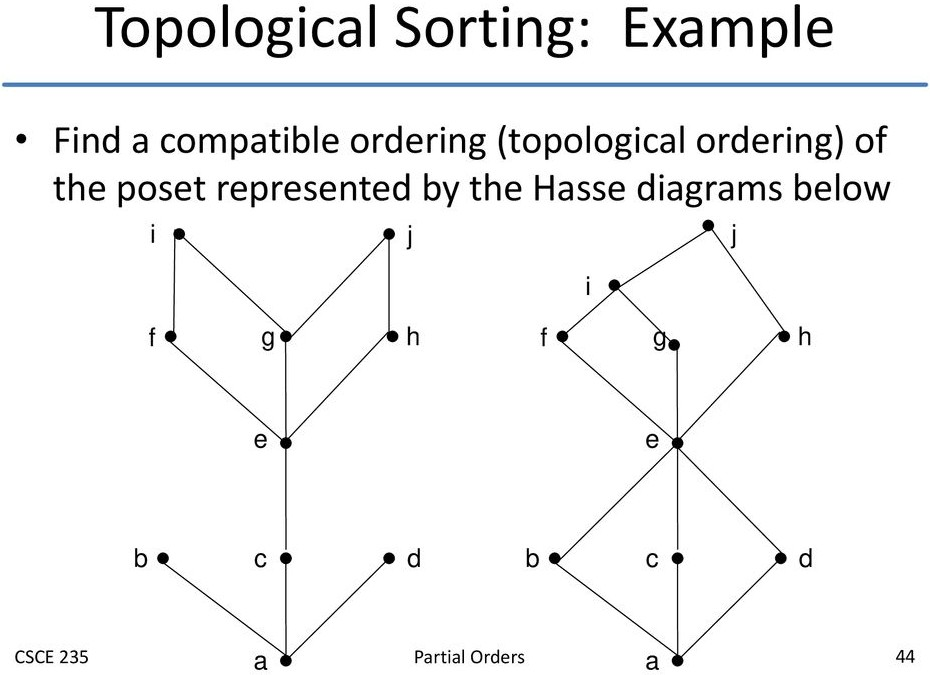 Topological Sorting: Example
• Find a compatible ordering (topological ordering) of
the poset represented by the Hasse diagrams below
i j
f g h
e
b c d
a
j
i
f g h
e
b c d
a
CSCE 235 Partial Orders 44